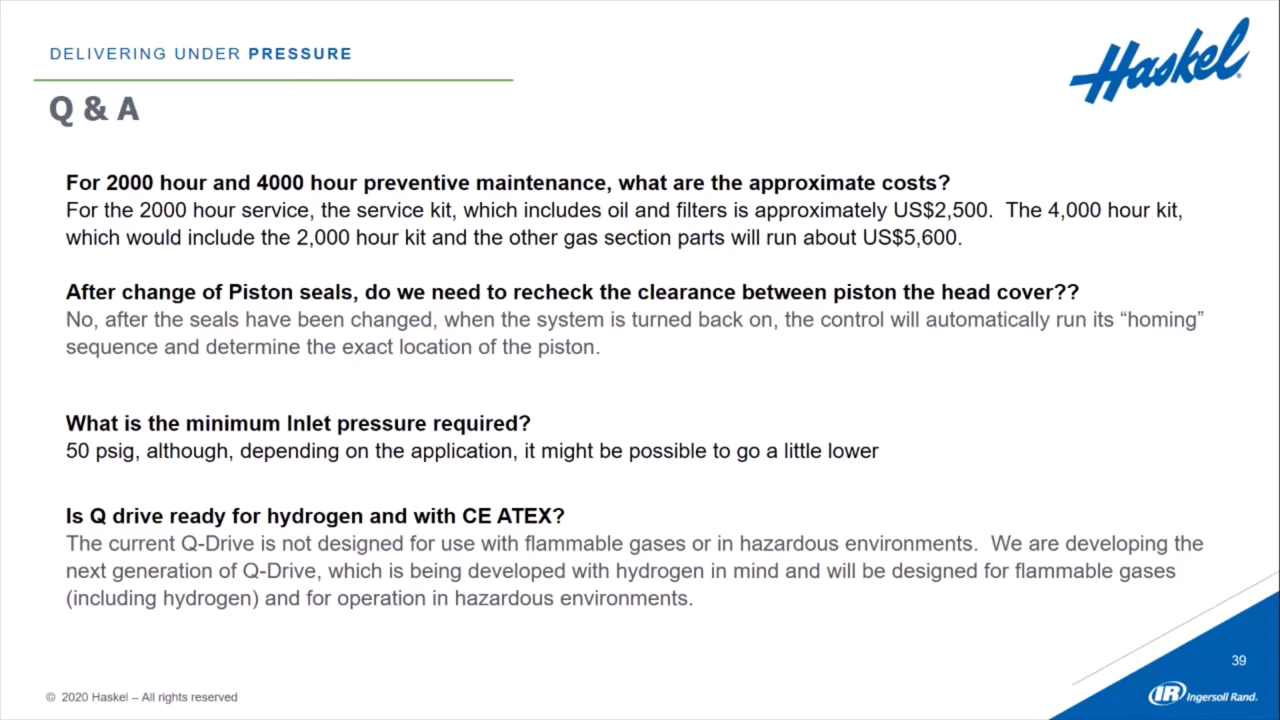 DELIVERING UNDER PRESSURE
Haskel®
Q & A
For 2000 hour and 4000 hour preventive maintenance, what are the approximate costs?
For the 2000 hour service, the service kit, which includes oil and filters is approximately US$2,500.  The 4,000 hour kit,
which would include the 2,000 hour kit and the other gas section parts will run about US$5,600.
After change of Piston seals, do we need to recheck the clearance between piston the head cover??
No, after the seals have been changed, when the system is turned back on, the control will automatically run its “homing”
sequence and determine the exact location of the piston.
What is the minimum Inlet pressure required?
50 psig, although, depending on the application, it might be possible to go a little lower
Is Q drive ready for hydrogen and with CE ATEX?
The current Q-Drive is not designed for use with flammable gases or in hazardous environments.  We are developing the
next generation of Q-Drive, which is being developed with hydrogen in mind and will be designed for flammable gases
(including hydrogen) and for operation in hazardous environments.
39
© 2020 Haskel – All rights reserved
IR Ingersoll Rand.